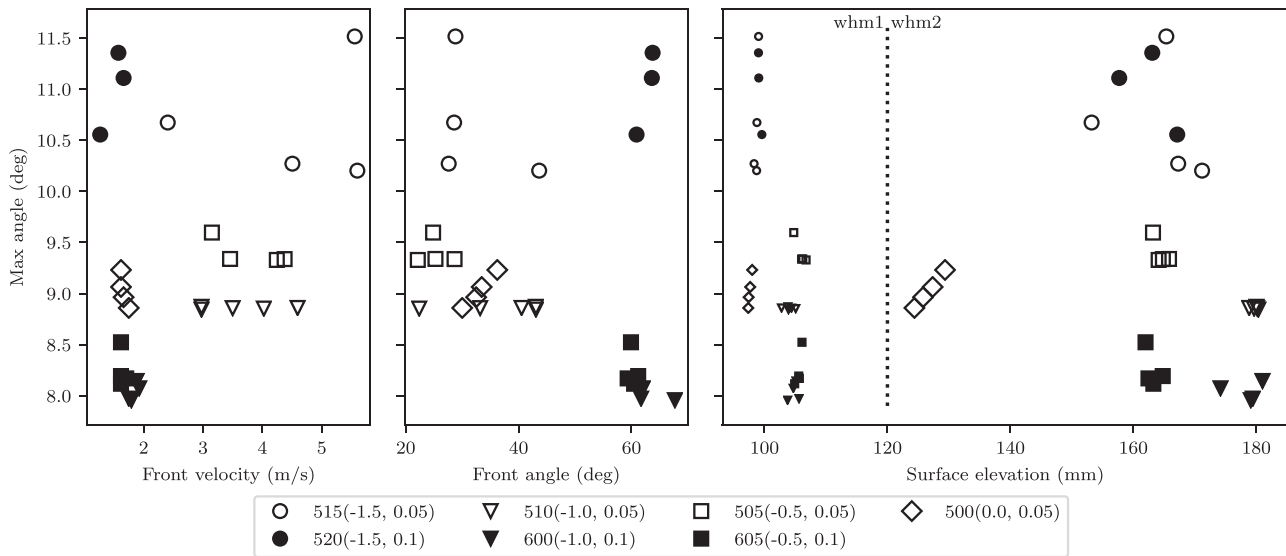 whm1 whm2
11.5
11.0
10.5
10.0
9.5
9.0
8.5
8.0
Max angle (deg)
2 3 4 5
20 40 60
100 120 140 160 180
Front velocity (m/s)
Front angle (deg)
Surface elevation (mm)
515(-1.5, 0.05) 510(-1.0, 0.05) 505(-0.5, 0.05) 500(0.0, 0.05)
520(-1.5, 0.1) 600(-1.0, 0.1) 605(-0.5, 0.1)